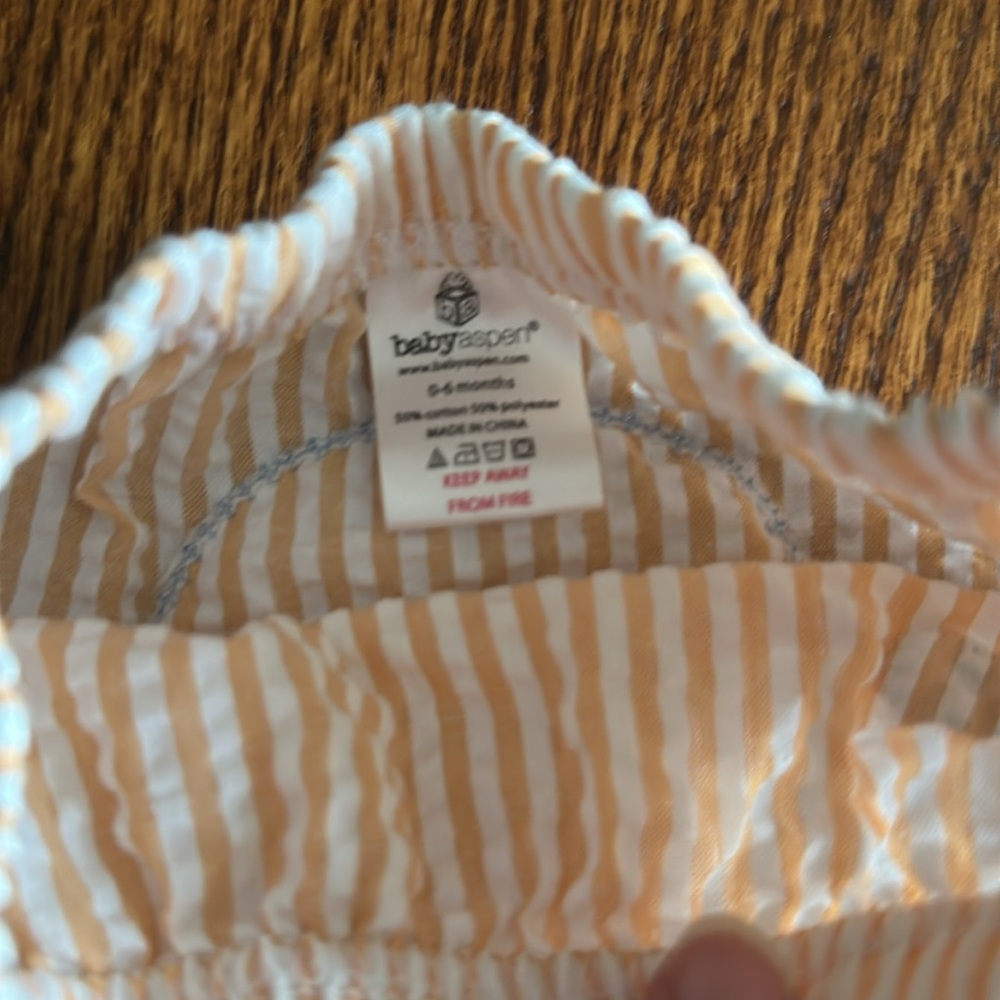 babyaspen®
www.babyaspen.com
0-6 months
50% cotton 50% polyester
MADE IN CHINA
KEEP AWAY
FROM FIRE